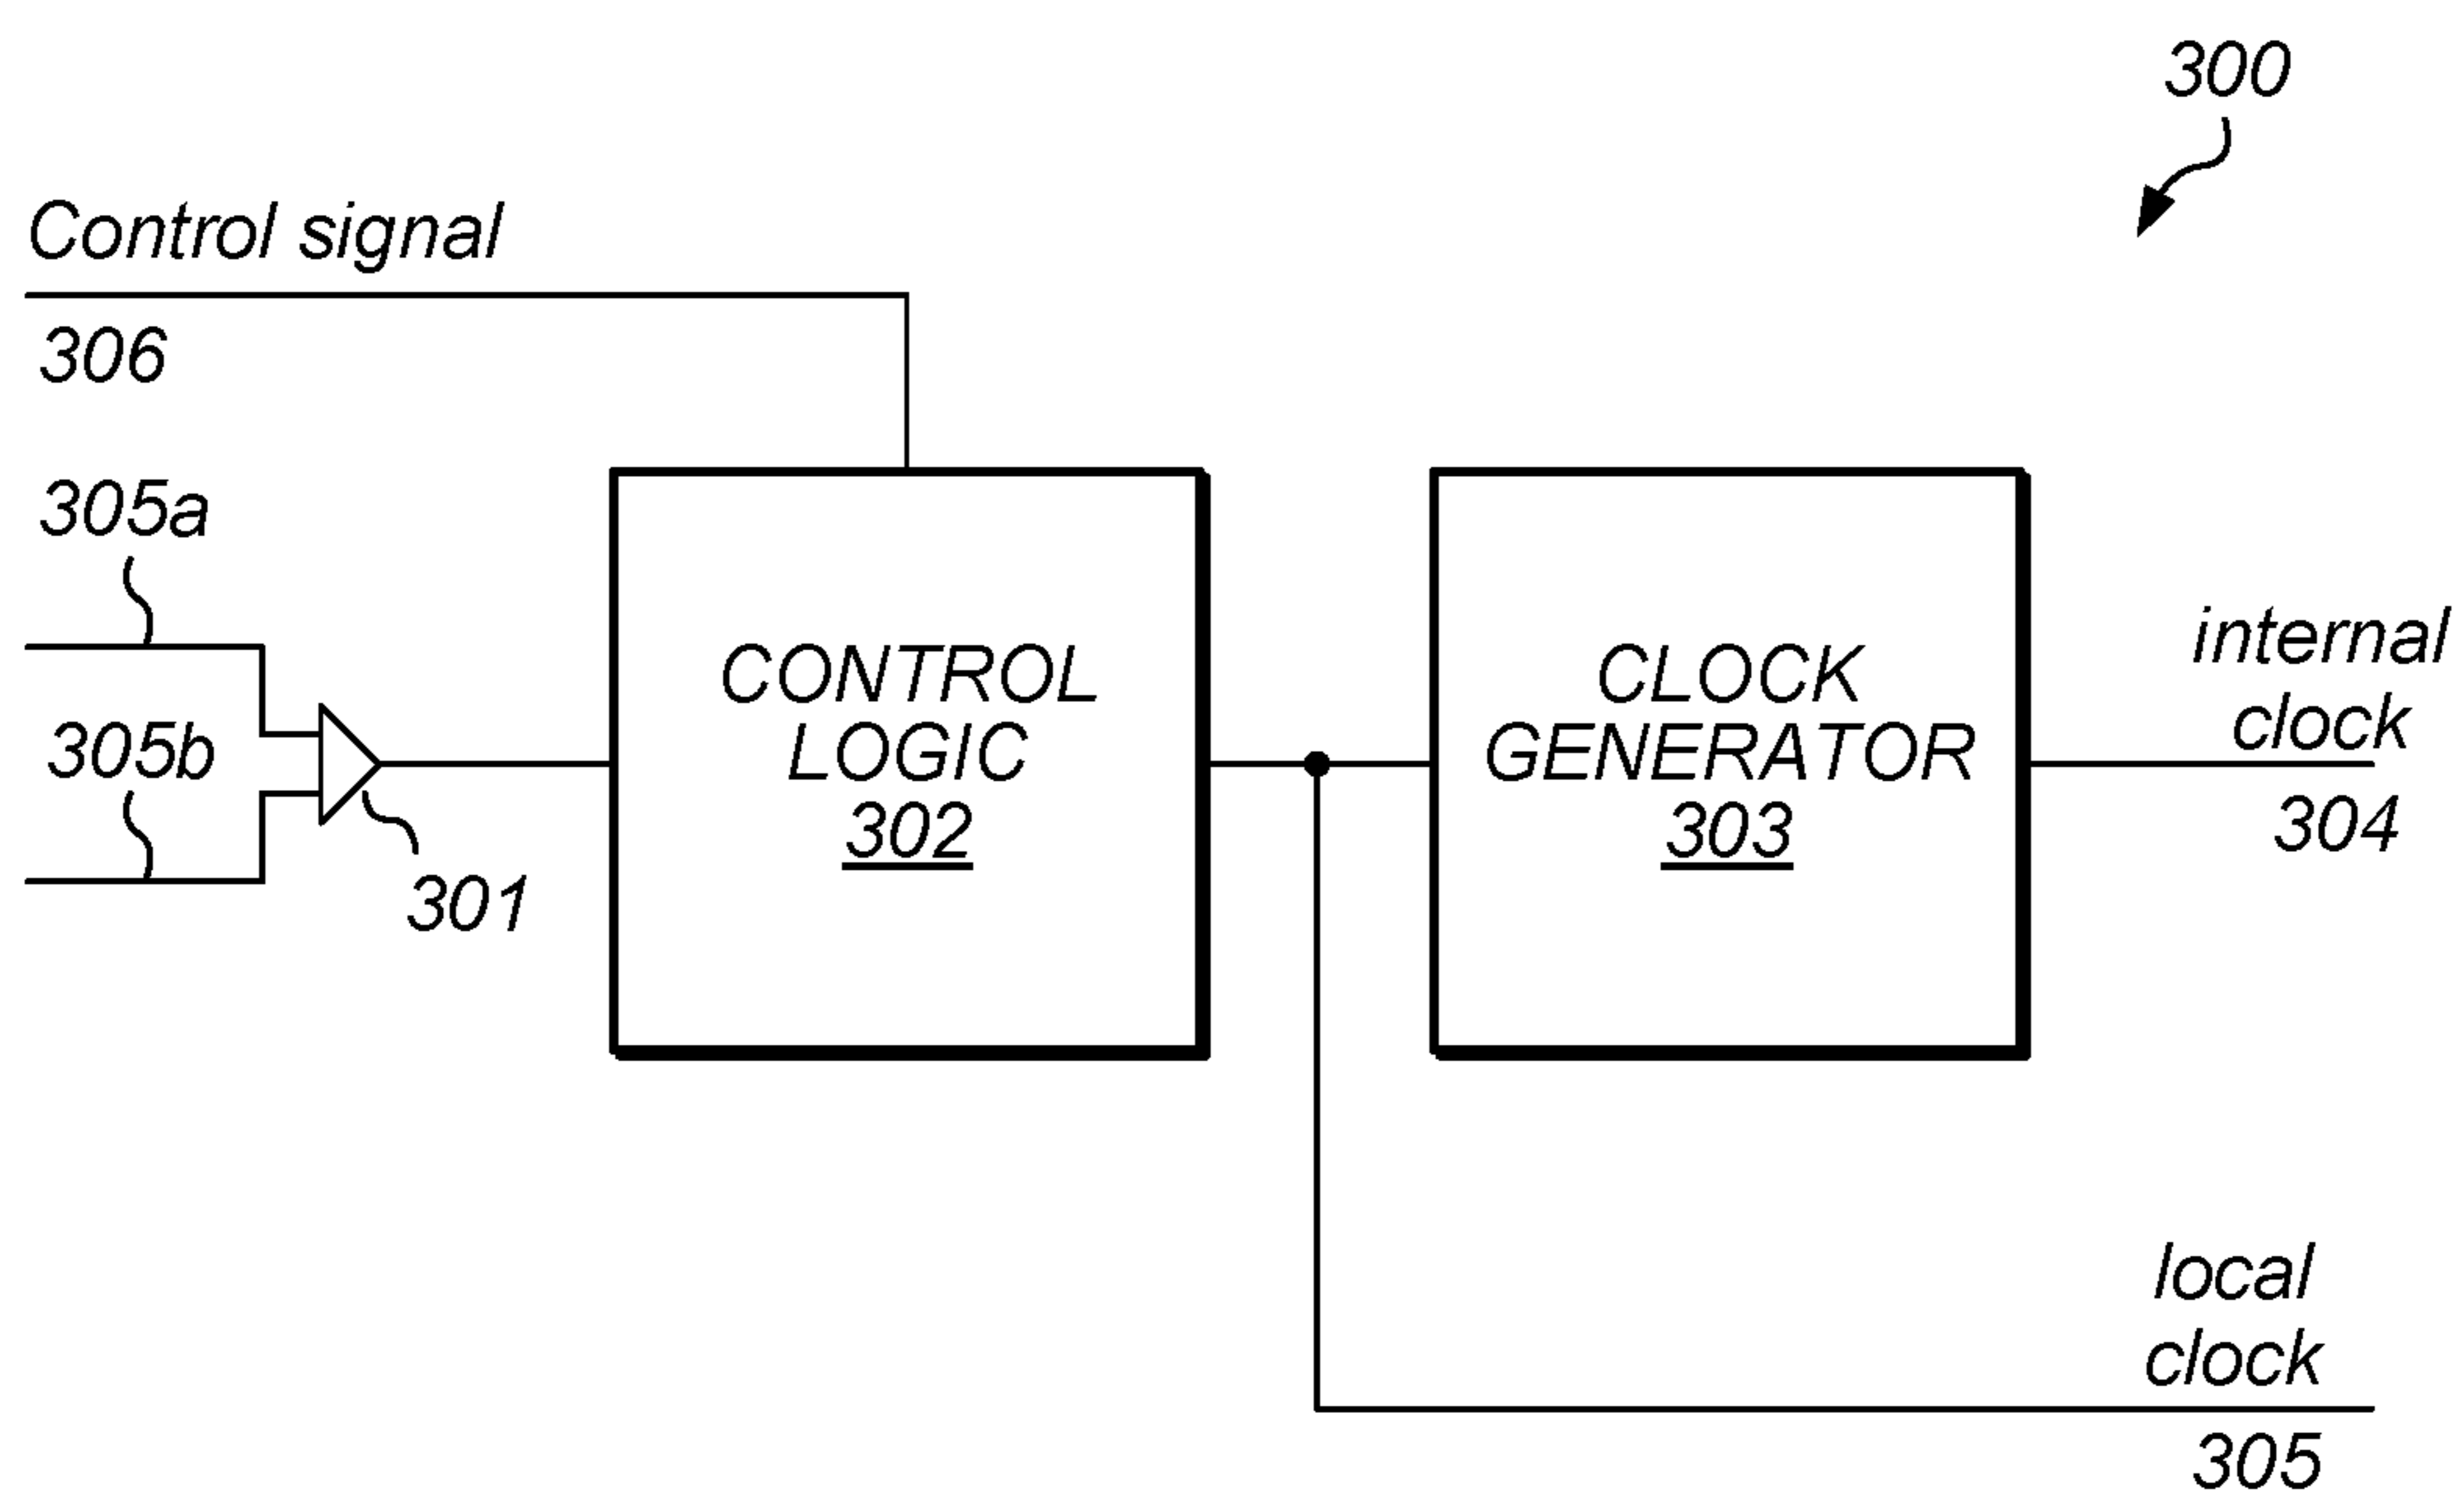 300
Control signal
306
305a
305b
301
CONTROL
LOGIC
302
CLOCK
GENERATOR
303
internal
clock
304
local
clock
305